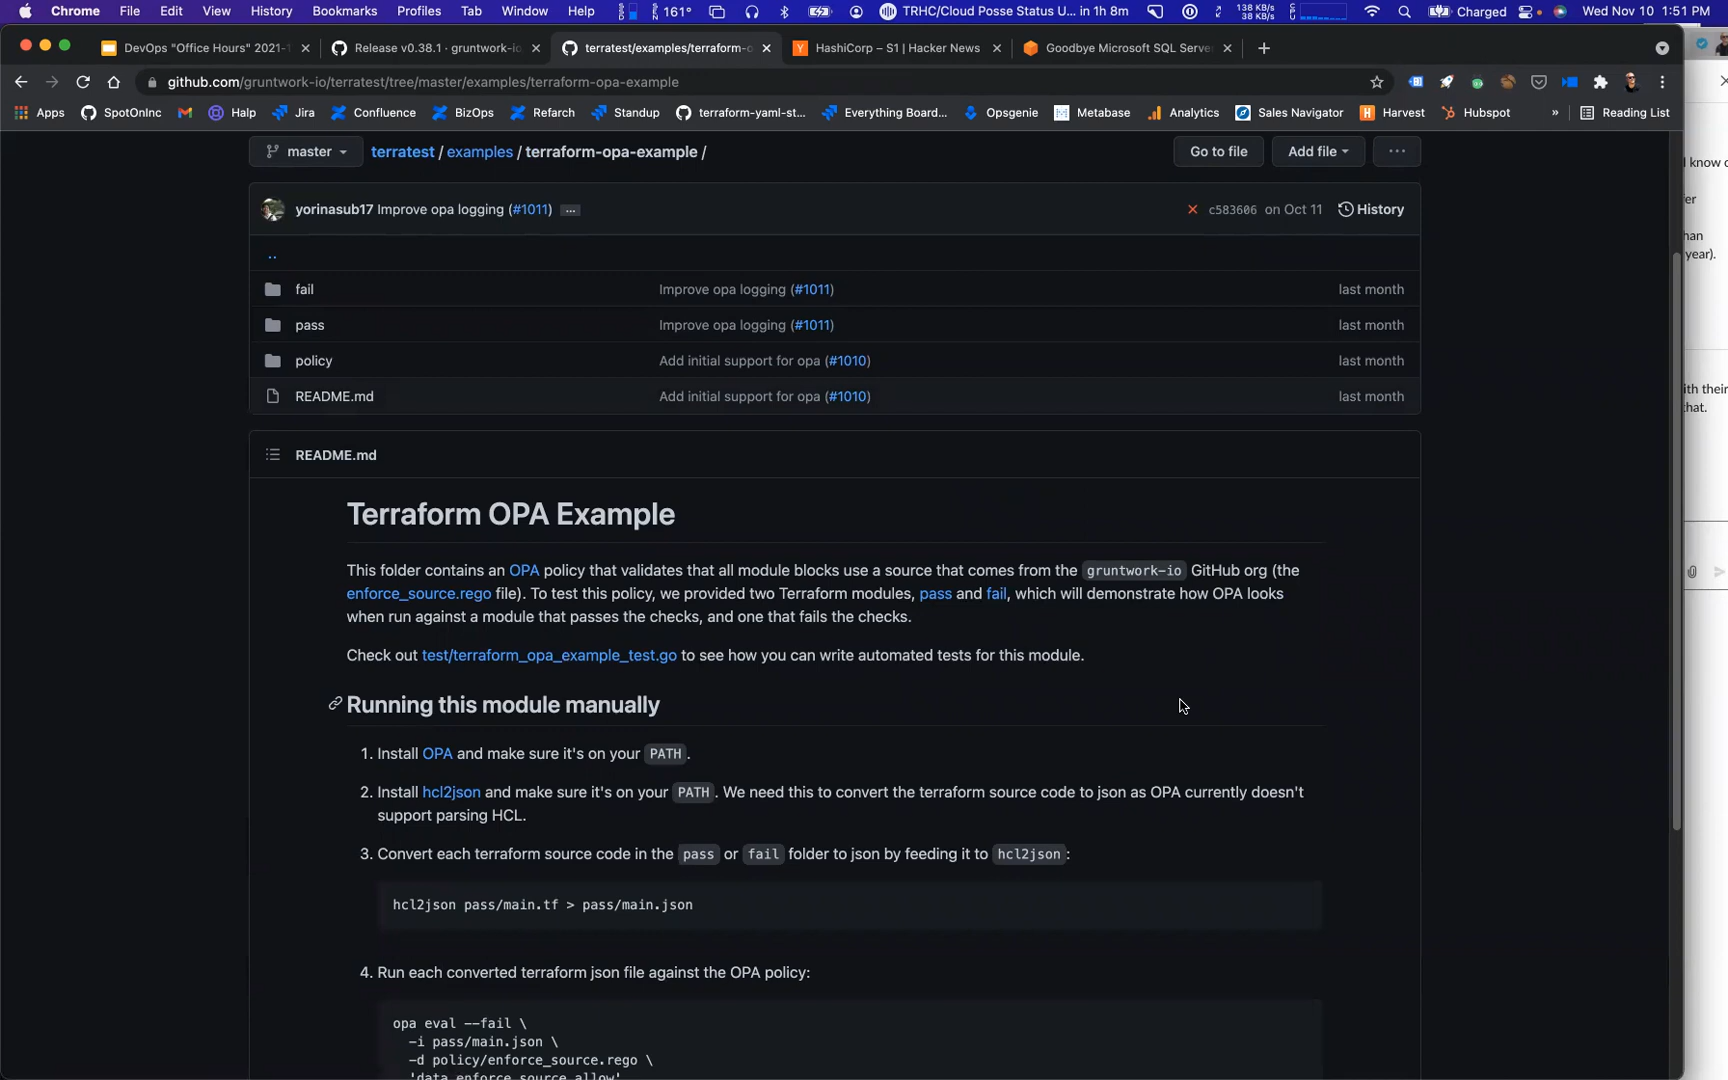 Chrome File Edit View History Bookmarks Profiles Tab Window Help 161° TRHC/Cloud Posse Status U... in 1h 8m 138 KB/s 38 KB/s Charged Wed Nov 10 1:51 PM
DevOps "Office Hours" 2021-1 Release v0.38.1 · gruntwork-io terratest/examples/terraform-o HashiCorp – S1 | Hacker News Goodbye Microsoft SQL Server
github.com/gruntwork-io/terratest/tree/master/examples/terraform-opa-example
Apps SpotOnInc Halp Jira Confluence BizOps Refarch Standup terraform-yaml-st... Everything Board... Opsgenie Metabase Analytics Sales Navigator Harvest Hubspot » Reading List
master terratest / examples / terraform-opa-example / Go to file Add file ...
yorinasub17 Improve opa logging (#1011) ... × c583606 on Oct 11 History
..
fail Improve opa logging (#1011) last month
pass Improve opa logging (#1011) last month
policy Add initial support for opa (#1010) last month
README.md Add initial support for opa (#1010) last month
README.md
Terraform OPA Example
This folder contains an OPA policy that validates that all module blocks use a source that comes from the gruntwork-io GitHub org (the
enforce_source.rego file). To test this policy, we provided two Terraform modules, pass and fail, which will demonstrate how OPA looks
when run against a module that passes the checks, and one that fails the checks.
Check out test/terraform_opa_example_test.go to see how you can write automated tests for this module.
Running this module manually
1. Install OPA and make sure it's on your PATH.
2. Install hcl2json and make sure it's on your PATH. We need this to convert the terraform source code to json as OPA currently doesn't
support parsing HCL.
3. Convert each terraform source code in the pass or fail folder to json by feeding it to hcl2json:
hcl2json pass/main.tf > pass/main.json
4. Run each converted terraform json file against the OPA policy:
opa eval --fail \
-i pass/main.json \
-d policy/enforce_source.rego \
'data.enforce_source.allow'
know
year).
ith their
that.